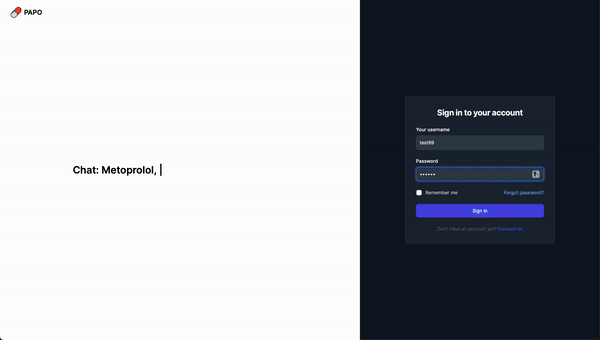 PAPO
Chat: Metoprolol,
Sign in to your account
Your username
test99
Password
••••••
Remember me
Forgot password?
Sign in
Don't have an account yet? Contact Us